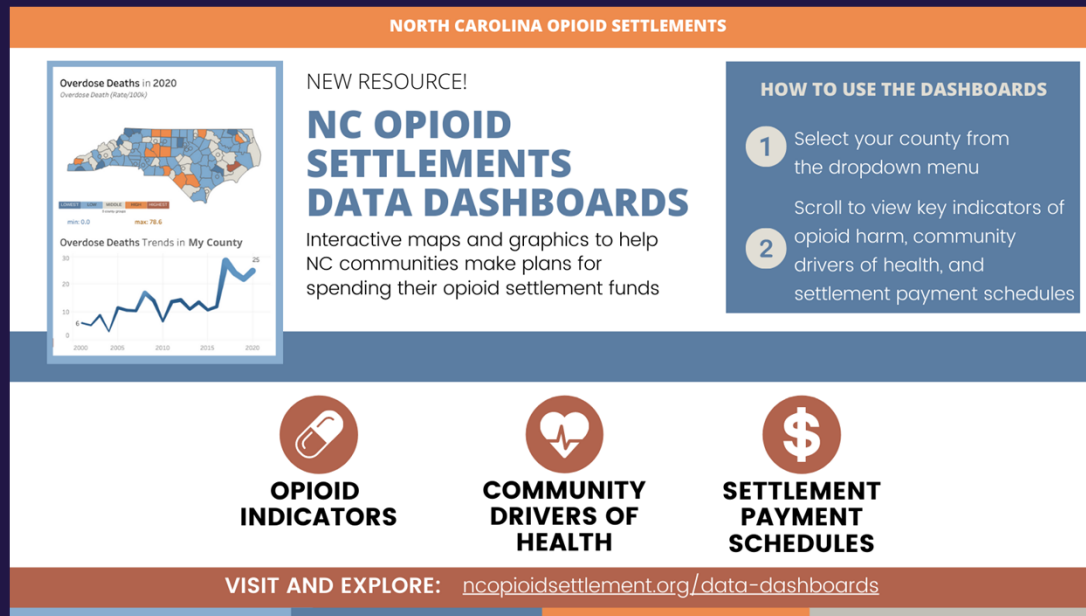 NORTH CAROLINA OPIOID SETTLEMENTS
Overdose Deaths in 2020
Overdose Death (Rate/100k)
LOWEST LOW MIDDLE HIGH HIGHEST
min: 0.0 max: 78.6
Overdose Deaths Trends in My County
30
20
10
0
6
25
2000 2005 2010 2015 2020
NEW RESOURCE!
NC OPIOID
SETTLEMENTS
DATA DASHBOARDS
Interactive maps and graphics to help
NC communities make plans for
spending their opioid settlement funds
HOW TO USE THE DASHBOARDS
1
Select your county from
the dropdown menu
2
Scroll to view key indicators of
opioid harm, community
drivers of health, and
settlement payment schedules
OPIOID
INDICATORS
COMMUNITY
DRIVERS OF
HEALTH
$
SETTLEMENT
PAYMENT
SCHEDULES
VISIT AND EXPLORE: ncopioidsettlement.org/data-dashboards